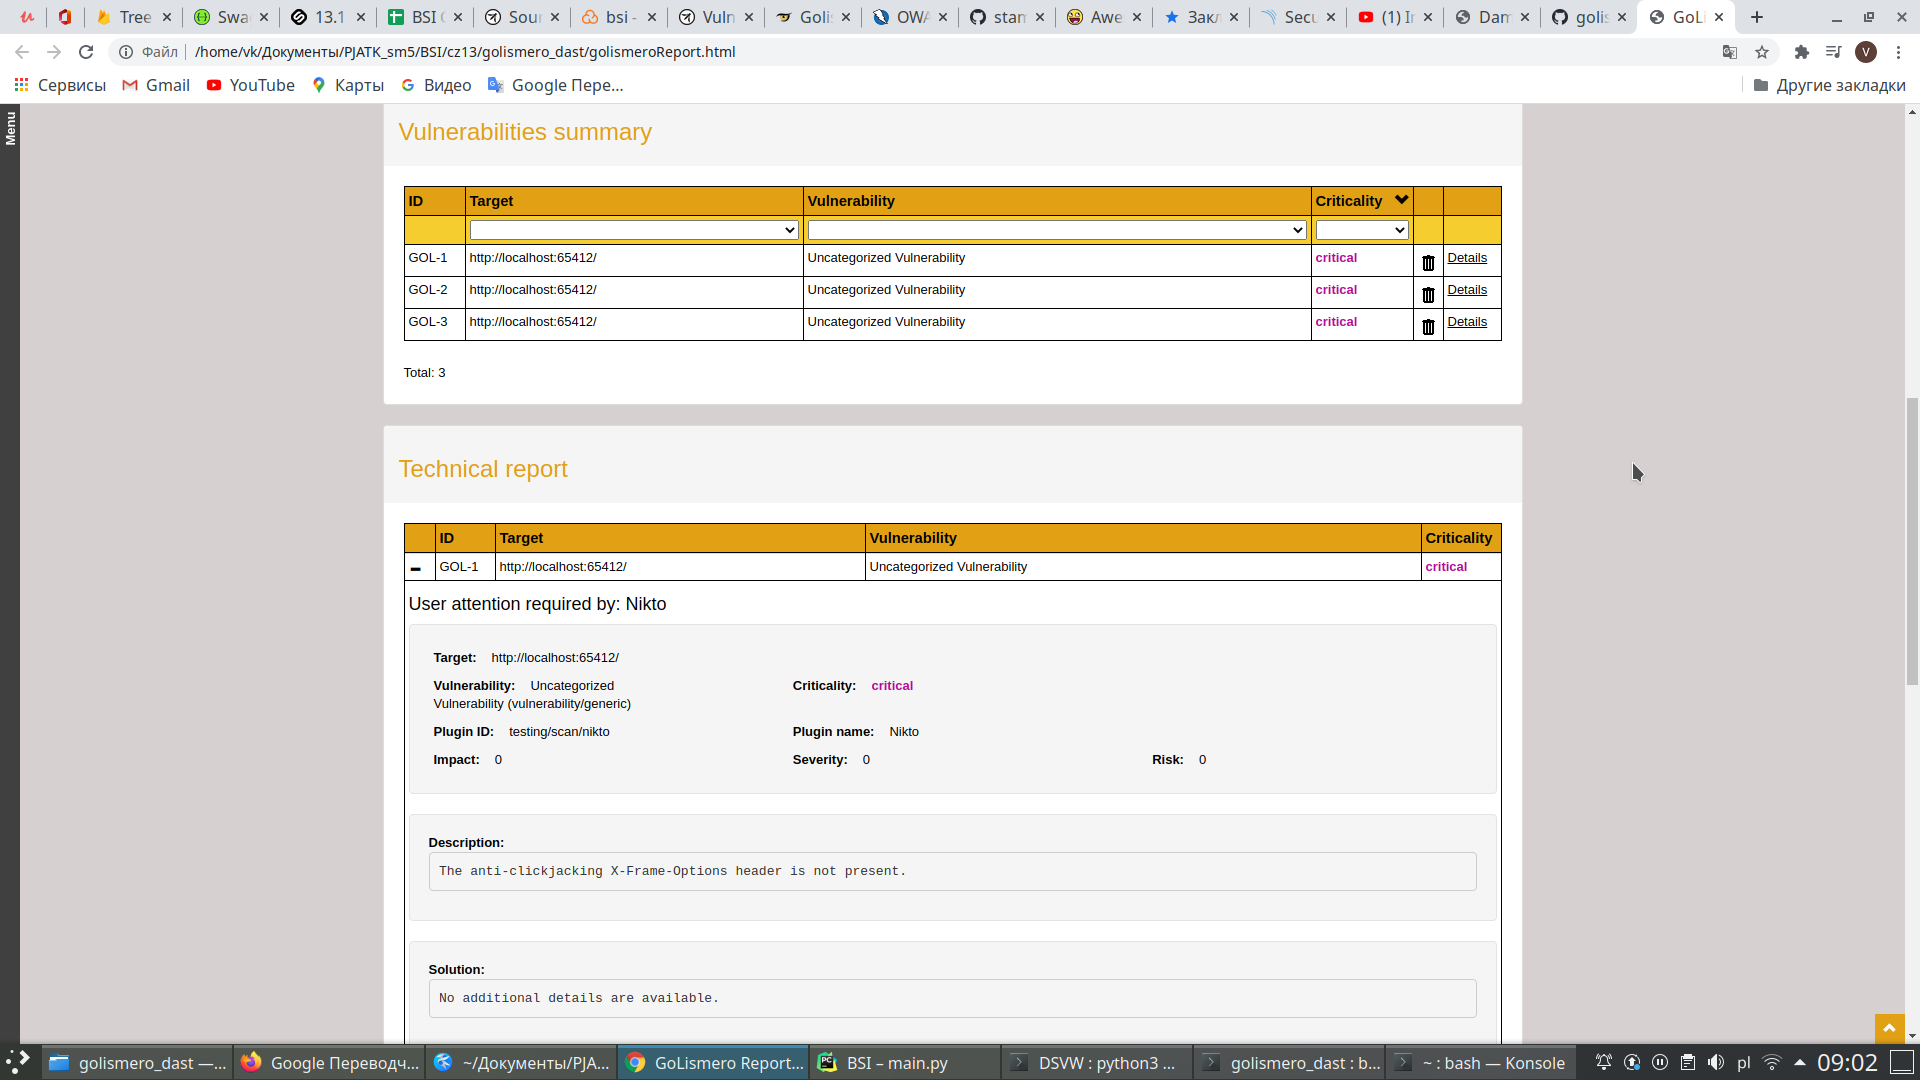 Tree
Swa
13.1
BSI
Sour
bsi -
Vuln
Golis
OWA
stam
Awe
Закл
Secu
(1) I
Dam
golis
GoLi
Файл
/home/vk/Документы/PJATK_sm5/BSI/cz13/golismero_dast/golismeroReport.html
V
Сервисы
Gmail
YouTube
Карты
Видео
Google Пере...
Другие закладки
Menu
Vulnerabilities summary
ID Target Vulnerability Criticality
GOL-1 http://localhost:65412/ Uncategorized Vulnerability critical Details
GOL-2 http://localhost:65412/ Uncategorized Vulnerability critical Details
GOL-3 http://localhost:65412/ Uncategorized Vulnerability critical Details
Total: 3
Technical report
ID Target Vulnerability Criticality
GOL-1 http://localhost:65412/ Uncategorized Vulnerability critical
User attention required by: Nikto
Target: http://localhost:65412/
Vulnerability: Uncategorized Criticality: critical
Vulnerability (vulnerability/generic)
Plugin ID: testing/scan/nikto Plugin name: Nikto
Impact: 0 Severity: 0 Risk: 0
Description:
The anti-clickjacking X-Frame-Options header is not present.
Solution:
No additional details are available.
golismero_dast —...
Google Переводч...
~/Документы/PJA...
GoLismero Report...
BSI – main.py
DSVW : python3 ...
golismero_dast : b...
~ : bash — Konsole
pl
09:02